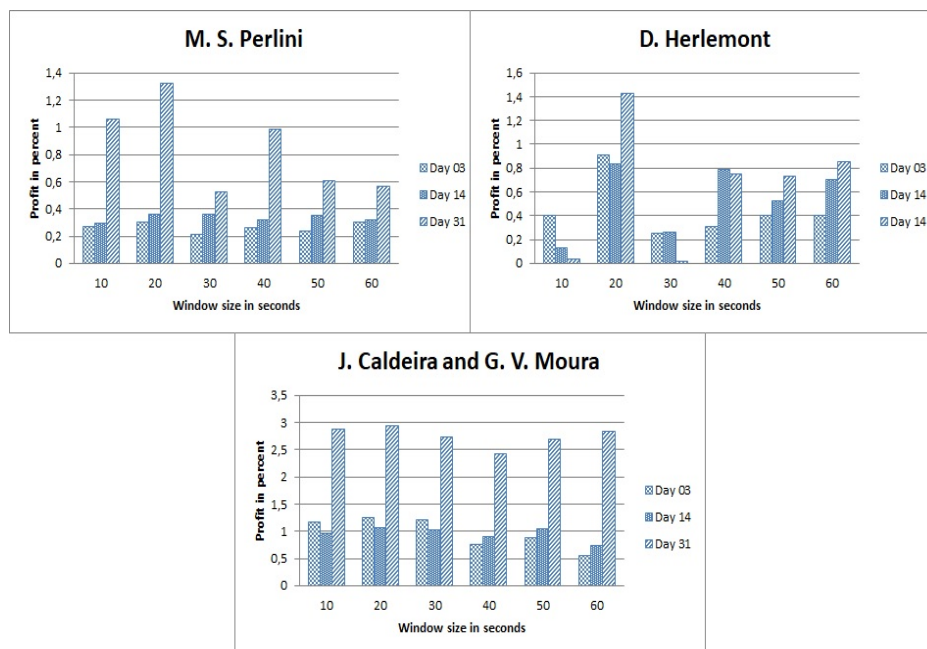 M. S. Perlini
1,4
1,2
1
0,8
0,6
0,4
0,2
0
Profit in percent
10 20 30 40 50 60
Window size in seconds
Day 03
Day 14
Day 31
D. Herlemont
1,6
1,4
1,2
1
0,8
0,6
0,4
0,2
0
Profit in percent
10 20 30 40 50 60
Window size in seconds
Day 03
Day 14
Day 14
J. Caldeira and G. V. Moura
3,5
3
2,5
2
1,5
1
0,5
0
Profit in percent
10 20 30 40 50 60
Window size in seconds
Day 03
Day 14
Day 31